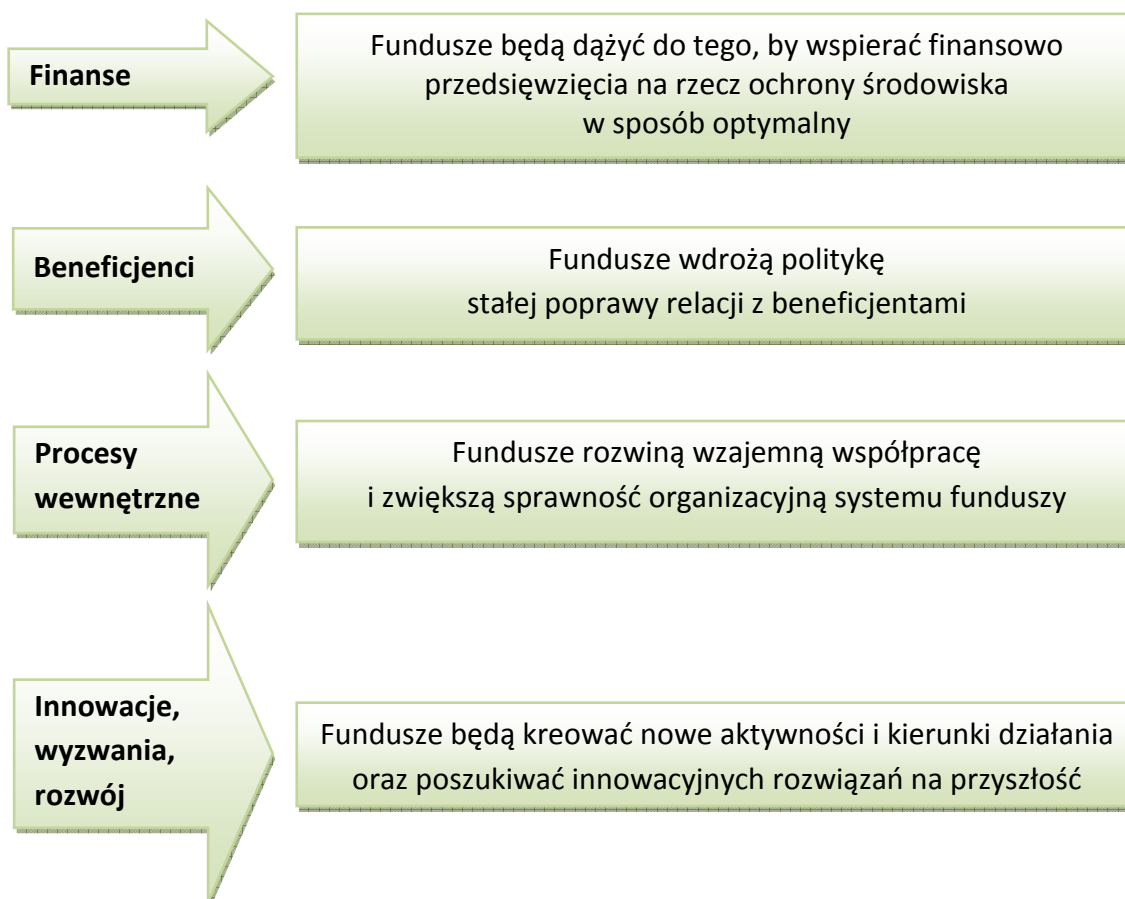 Finanse
Fundusze będą dążyć do tego, by wspierać finansowo
przedsięwzięcia na rzecz ochrony środowiska
w sposób optymalny
Beneficjenci
Fundusze wdrożą politykę
stałej poprawy relacji z beneficjentami
Procesy
wewnętrzne
Fundusze rozwiną wzajemną współpracę
i zwiększą sprawność organizacyjną systemu funduszy
Innowacje,
wyzwania,
rozwój
Fundusze będą kreować nowe aktywności i kierunki działania
oraz poszukiwać innowacyjnych rozwiązań na przyszłość